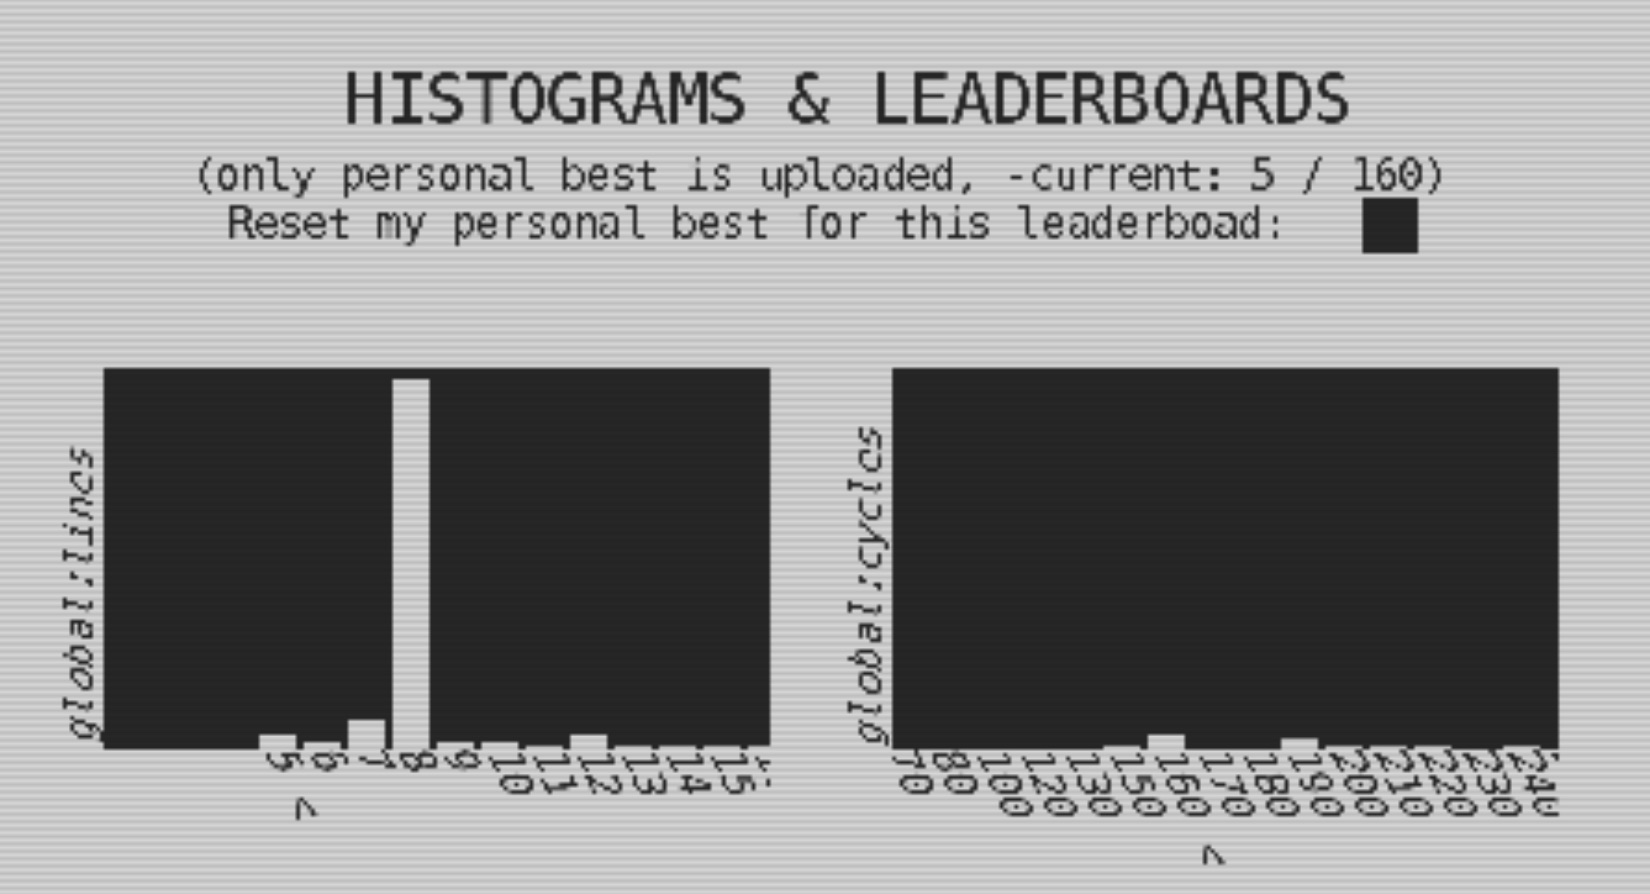 HISTOGRAMS & LEADERBOARDS
(only personal best is uploaded, -current: 5 / 160)
Reset my personal best for this leaderboad:
global:lines
5 6 7 8 9 10 11 12 13 14 15
<
global:cycles
70 80 100 120 130 150 160 170 180 190 200 210 220 230 240
<